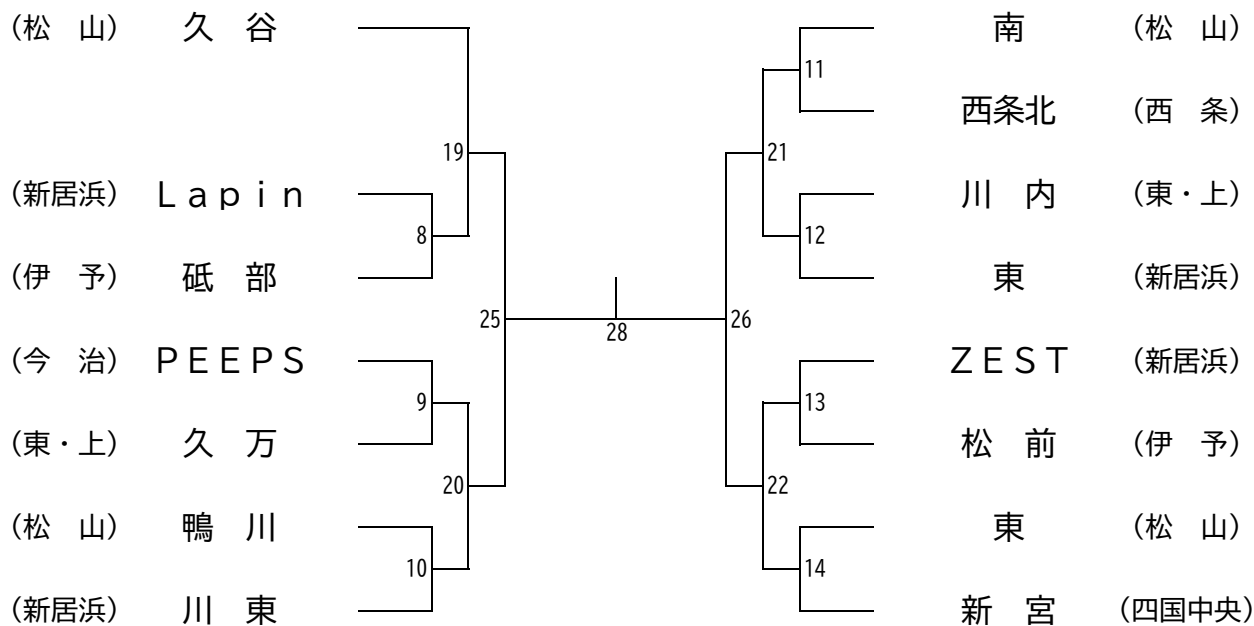 (松　山)　久　谷　南　(松　山)
11
西条北　(西　条)
19　21
(新居浜)　Ｌａｐｉｎ　川　内　(東・上)
8　12
(伊　予)　砥　部　東　(新居浜)
25　28　26
(今　治)　ＰＥＥＰＳ　ＺＥＳＴ　(新居浜)
9　13
(東・上)　久　万　松　前　(伊　予)
20　22
(松　山)　鴨　川　東　(松　山)
10　14
(新居浜)　川　東　新　宮　(四国中央)